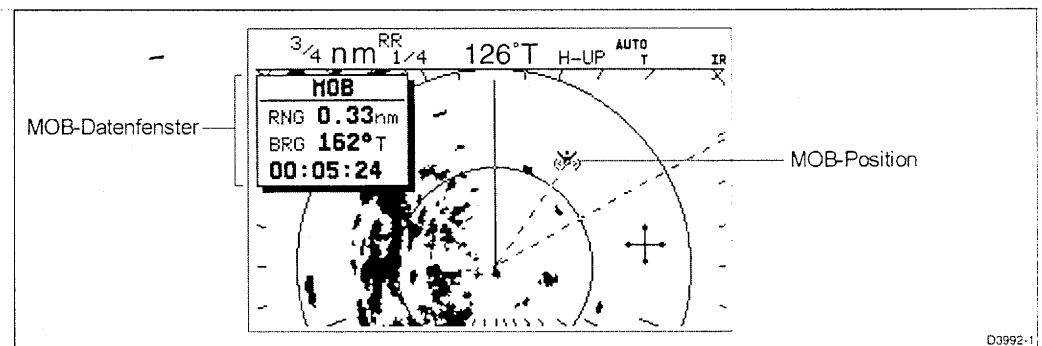 3/4 nm RR 1/4 126°T H-UP AUTO T IR
MOB
RNG 0.33nm
BRG 162°T
00:05:24
MOB-Datenfenster
MOB-Position
D3992-1